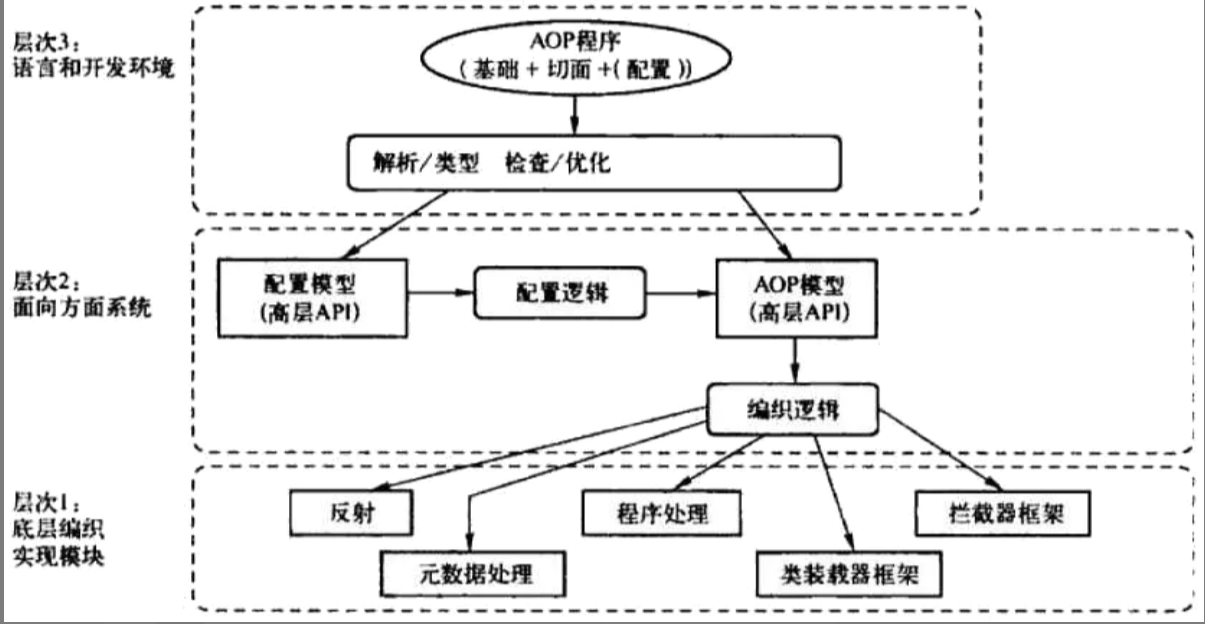 层次3：
语言和开发环境
AOP程序
（基础 + 切面 +（配置））
解析/类型 检查/优化
层次2：
面向方面系统
配置模型
(高层API)
配置逻辑
AOP模型
(高层API)
编织逻辑
层次1：
底层编织
实现模块
反射
程序处理
拦截器框架
元数据处理
类装载器框架